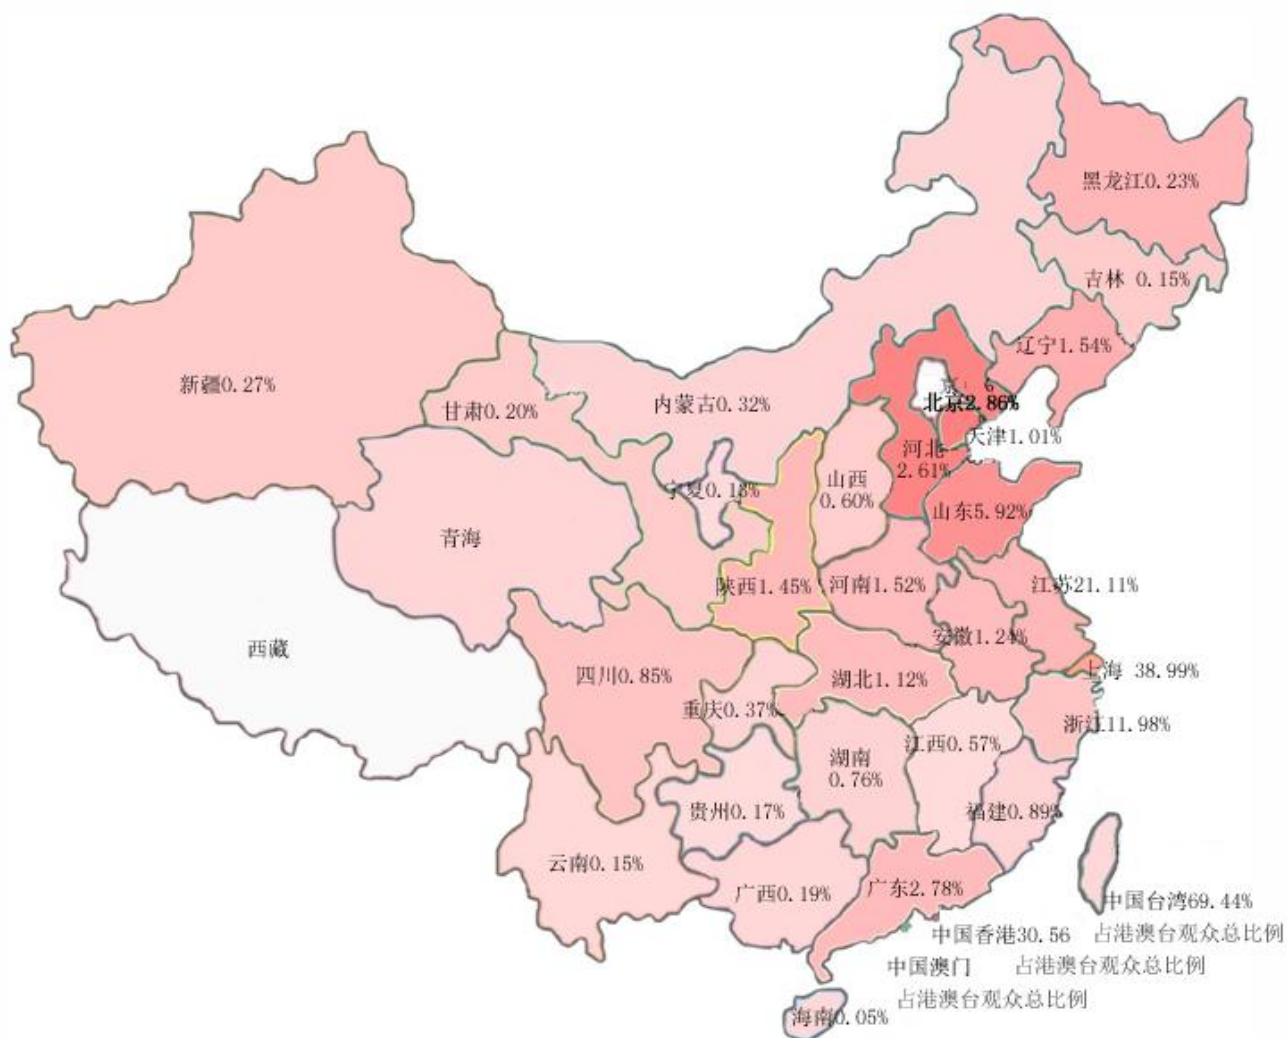 黑龙江0.23%
吉林 0.15%
辽宁1.54%
新疆0.27%
甘肃0.20%
内蒙古0.32%
北京2.86%
天津1.01%
河北
2.61%
山西
0.60%
宁夏0.18%
山东5.92%
青海
陕西1.45%
河南1.52%
江苏21.11%
安徽1.24%
西藏
四川0.85%
湖北1.12%
上海 38.99%
重庆0.37%
浙江11.98%
江西0.57%
湖南
0.76%
贵州0.17%
福建0.89%
云南0.15%
广西0.19%
广东2.78%
中国台湾69.44%
中国香港30.56 占港澳台观众总比例
中国澳门 占港澳台观众总比例
占港澳台观众总比例
海南0.05%